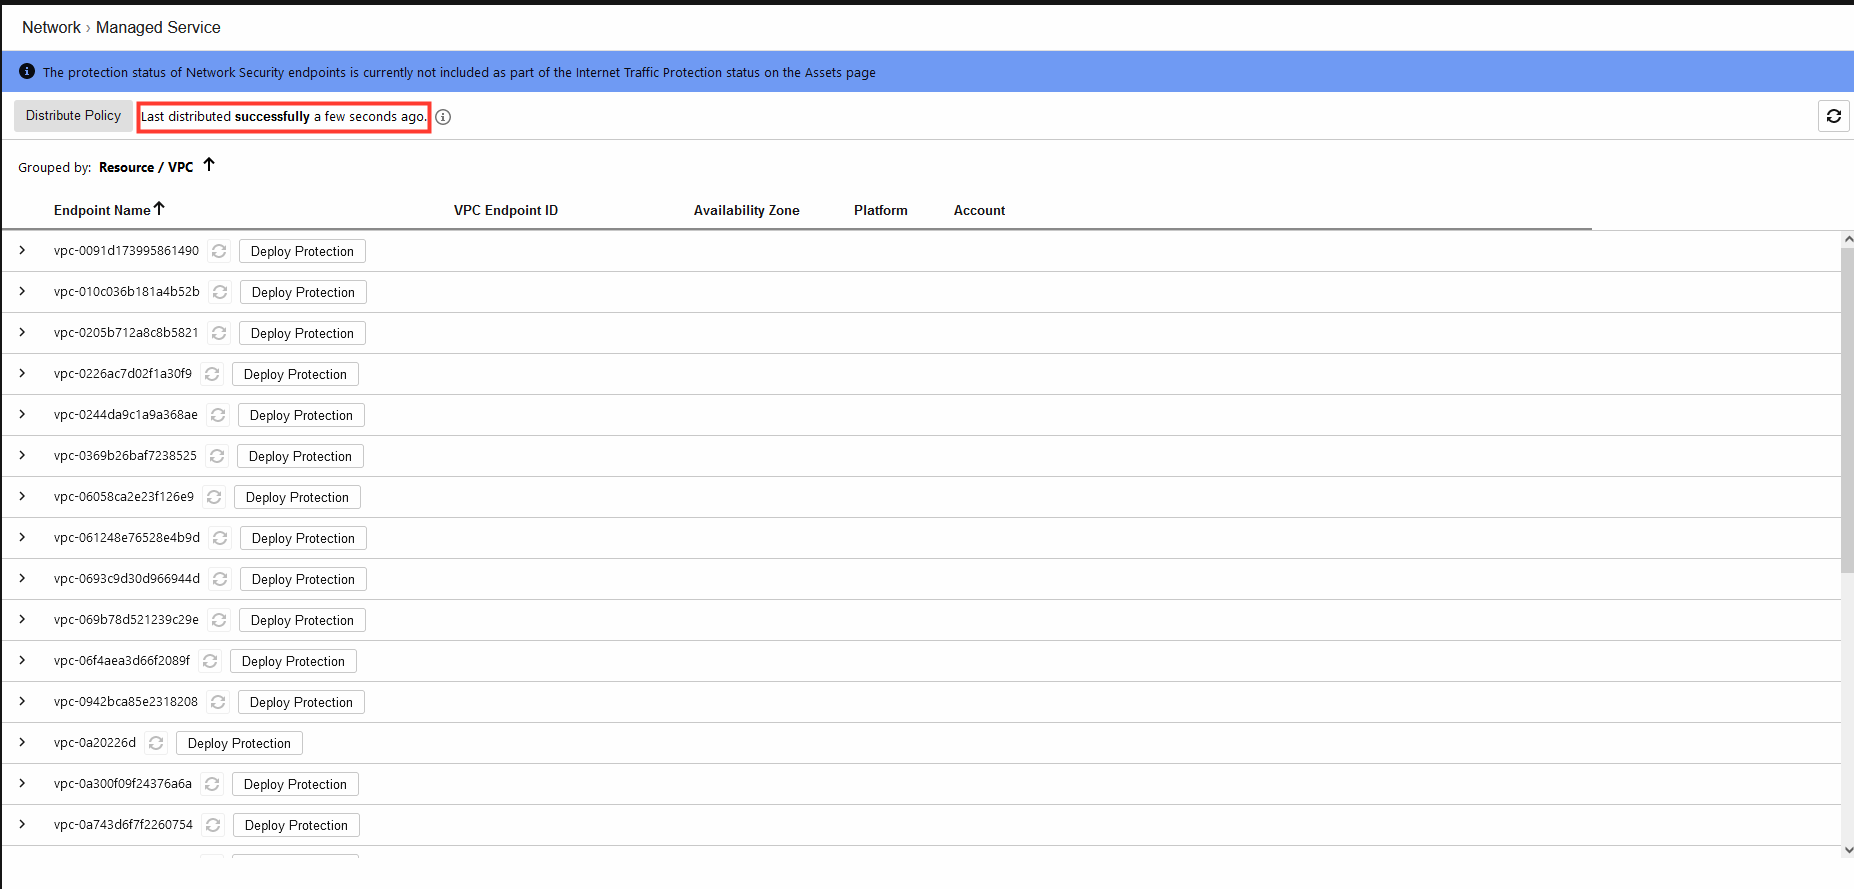 Network › Managed Service
The protection status of Network Security endpoints is currently not included as part of the Internet Traffic Protection status on the Assets page
Distribute Policy Last distributed successfully a few seconds ago.
Grouped by: Resource / VPC
Endpoint Name VPC Endpoint ID Availability Zone Platform Account
vpc-0091d173995861490 Deploy Protection
vpc-010c036b181a4b52b Deploy Protection
vpc-0205b712a8c8b5821 Deploy Protection
vpc-0226ac7d02f1a30f9 Deploy Protection
vpc-0244da9c1a9a368ae Deploy Protection
vpc-0369b26baf7238525 Deploy Protection
vpc-06058ca2e23f126e9 Deploy Protection
vpc-061248e76528e4b9d Deploy Protection
vpc-0693c9d30d966944d Deploy Protection
vpc-069b78d521239c29e Deploy Protection
vpc-06f4aea3d66f2089f Deploy Protection
vpc-0942bca85e2318208 Deploy Protection
vpc-0a20226d Deploy Protection
vpc-0a300f09f24376a6a Deploy Protection
vpc-0a743d6f7f2260754 Deploy Protection